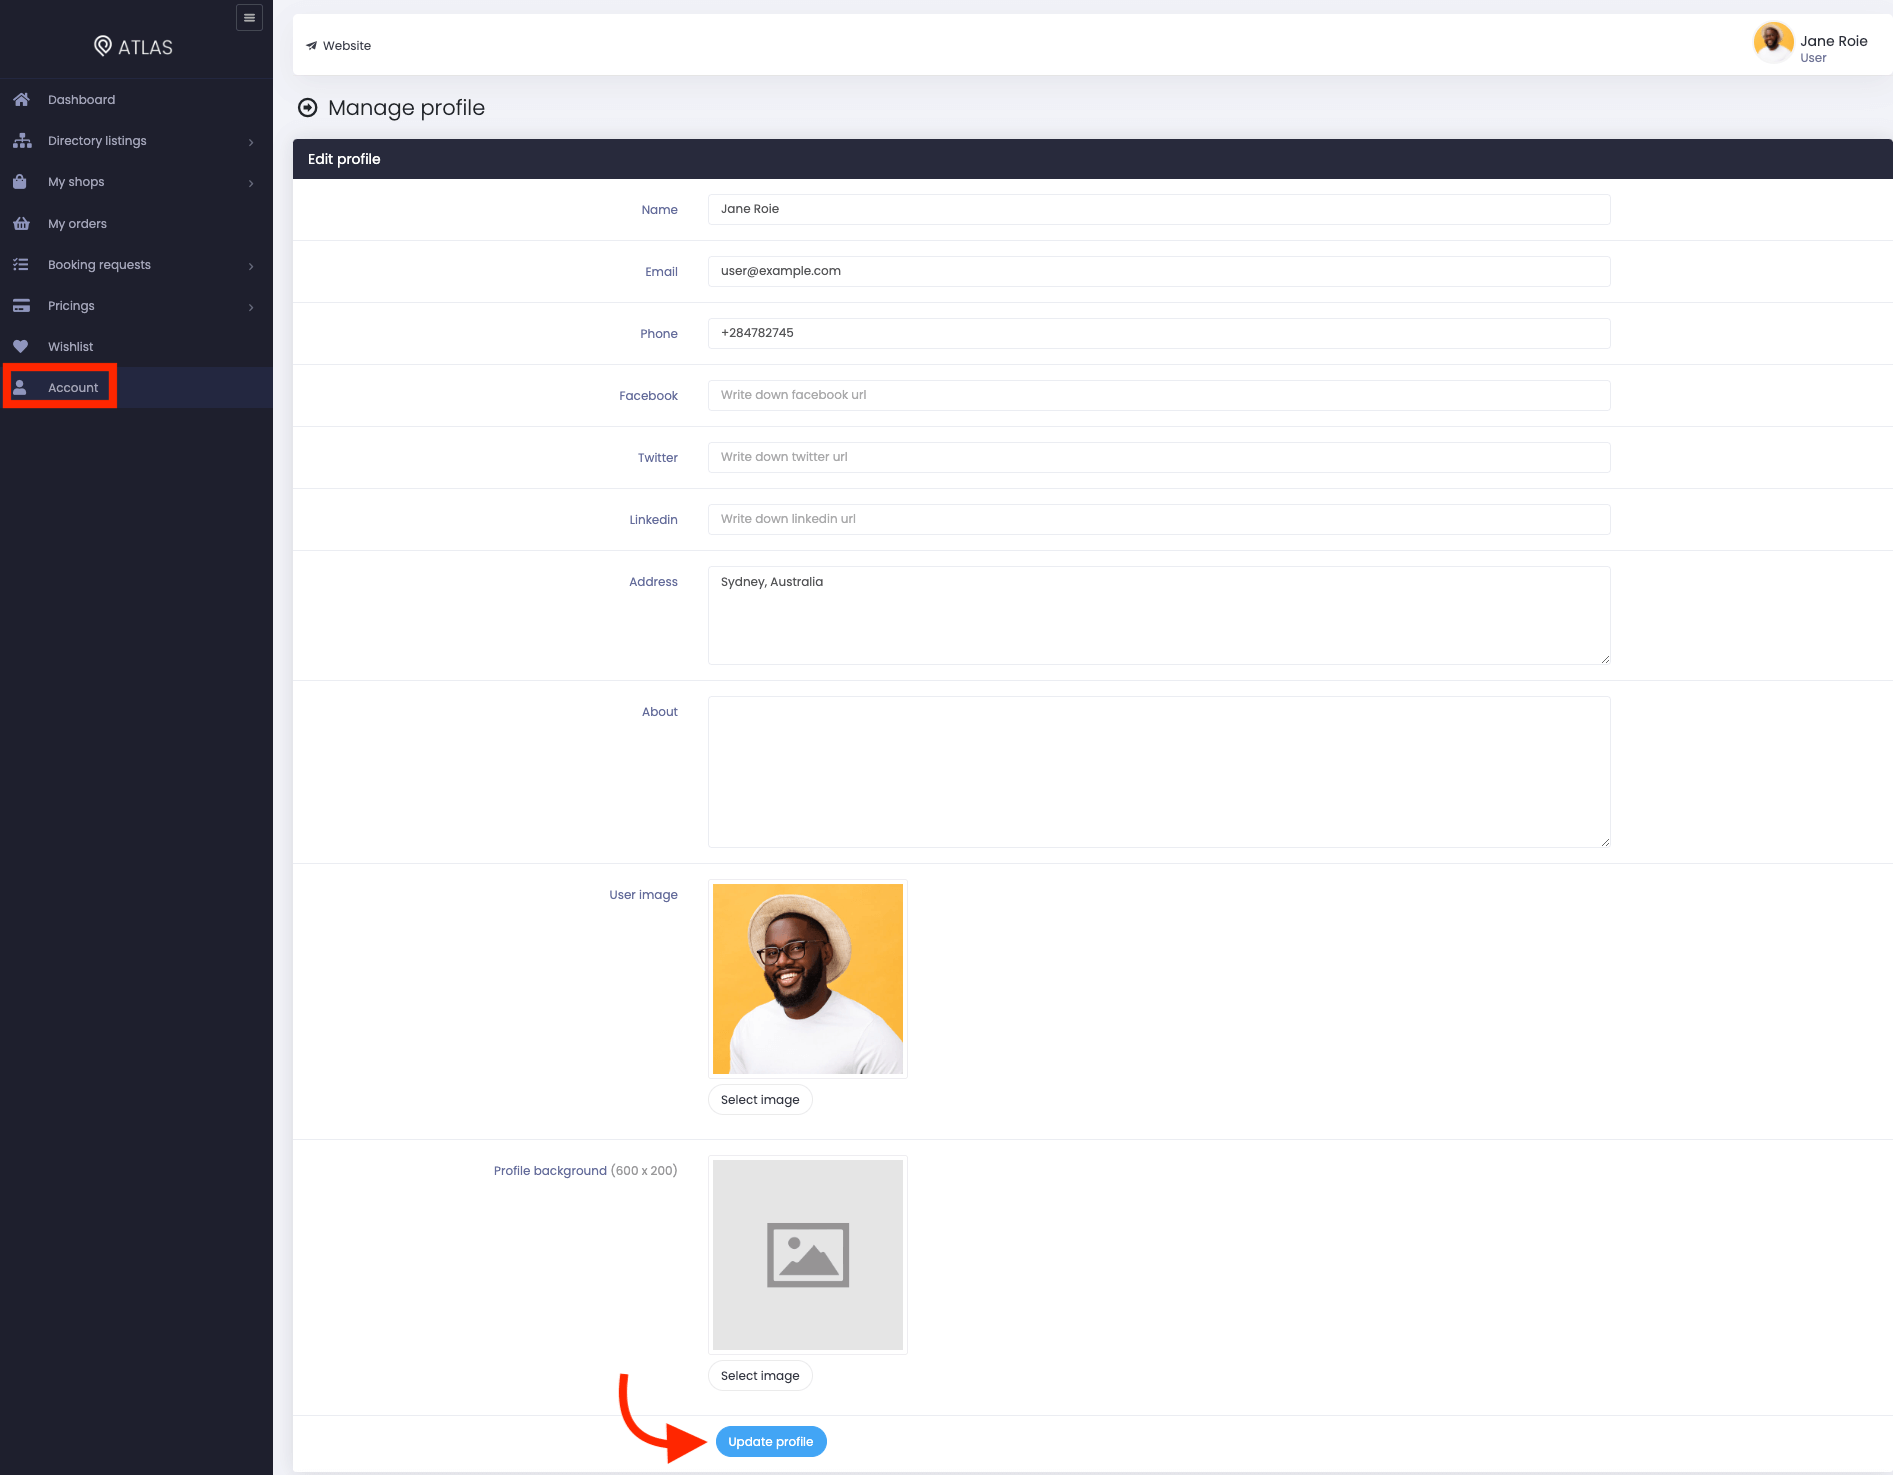 ATLAS
Dashboard
Directory listings
My shops
My orders
Booking requests
Pricings
Wishlist
Account
Website
Jane Roie
User
Manage profile
Edit profile
Name
Jane Roie
Email
user@example.com
Phone
+284782745
Facebook
Write down facebook url
Twitter
Write down twitter url
Linkedin
Write down linkedin url
Address
Sydney, Australia
About
User image
Select image
Profile background (600 x 200)
Select image
Update profile